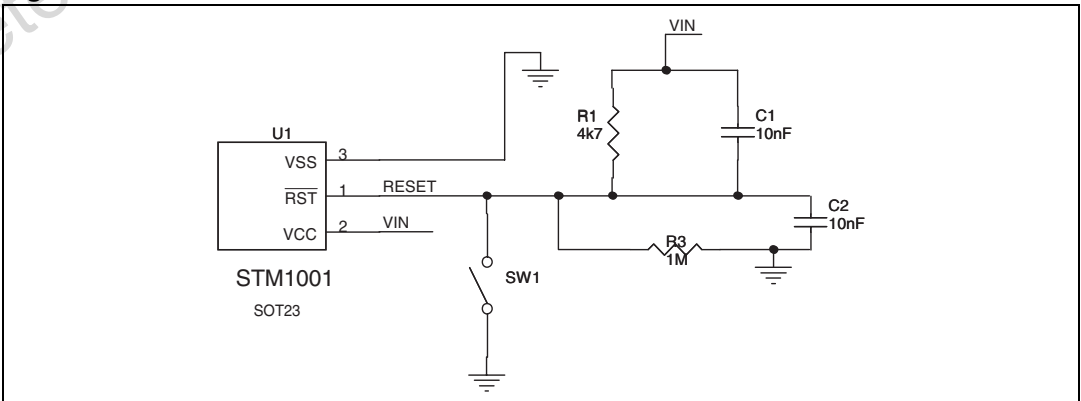 VIN
R1
4k7
C1
10nF
U1
VSS
3
RST
1
RESET
VCC
2
VIN
C2
10nF
R3
1M
SW1
STM1001
SOT23